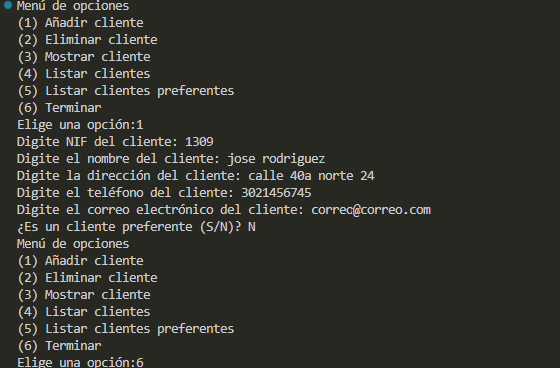 Menú de opciones
(1) Añadir cliente
(2) Eliminar cliente
(3) Mostrar cliente
(4) Listar clientes
(5) Listar clientes preferentes
(6) Terminar
Elige una opción:1
Digite NIF del cliente: 1309
Digite el nombre del cliente: jose rodriguez
Digite la dirección del cliente: calle 40a norte 24
Digite el teléfono del cliente: 3021456745
Digite el correo electrónico del cliente: correo@correo.com
¿Es un cliente preferente (S/N)? N
Menú de opciones
(1) Añadir cliente
(2) Eliminar cliente
(3) Mostrar cliente
(4) Listar clientes
(5) Listar clientes preferentes
(6) Terminar
Elige una opción:6